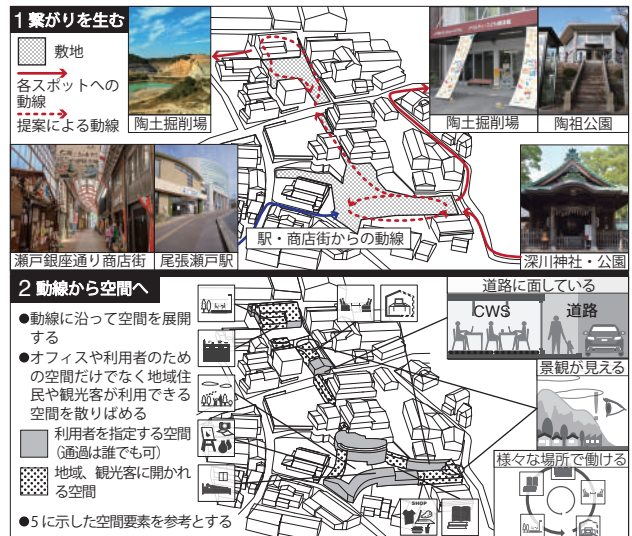 1 繋がりを生む
敷地
各スポットへの
動線
提案による動線
陶土掘削場
陶土掘削場
陶祖公園
瀬戸銀座通り商店街
尾張瀬戸駅
駅・商店街からの動線
深川神社・公園
2 動線から空間へ
●動線に沿って空間を展開
する
●オフィスや利用者のため
の空間だけでなく地域住
民や観光客が利用できる
空間を散りばめる
利用者を指定する空間
(通過は誰でも可)
地域、観光客に開かれ
る空間
●5に示した空間要素を参考とする
道路に面している
CWS
道路
景観が見える
様々な場所で働ける
SHOP